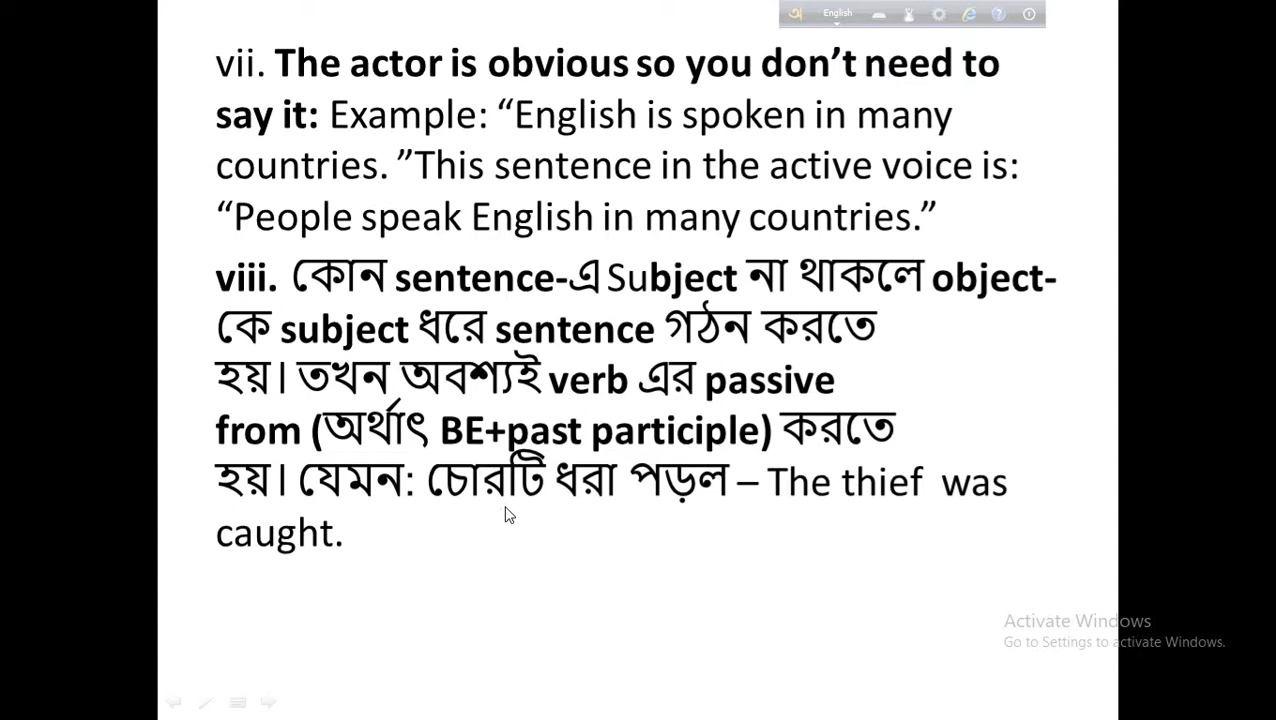 English
vii. The actor is obvious so you don’t need to
say it: Example: “English is spoken in many
countries. ”This sentence in the active voice is:
“People speak English in many countries.”
viii. কোন sentence-এ Subject না থাকলে object-
কে subject ধরে sentence গঠন করতে
হয়। তখন অবশ্যই verb এর passive
from (অর্থাৎ BE+past participle) করতে
হয়। যেমন: চোরটি ধরা পড়ল – The thief was
caught.
Activate Windows
Go to Settings to activate Windows.